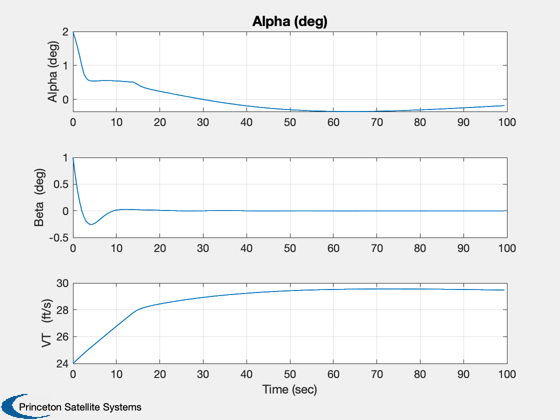 Alpha (deg)
2
1
0
Alpha (deg)
0 10 20 30 40 50 60 70 80 90 100
1
0.5
0
-0.5
Beta (deg)
0 10 20 30 40 50 60 70 80 90 100
30
28
26
24
VT (ft/s)
0 10 20 30 40 50 60 70 80 90 100
Time (sec)
Princeton Satellite Systems